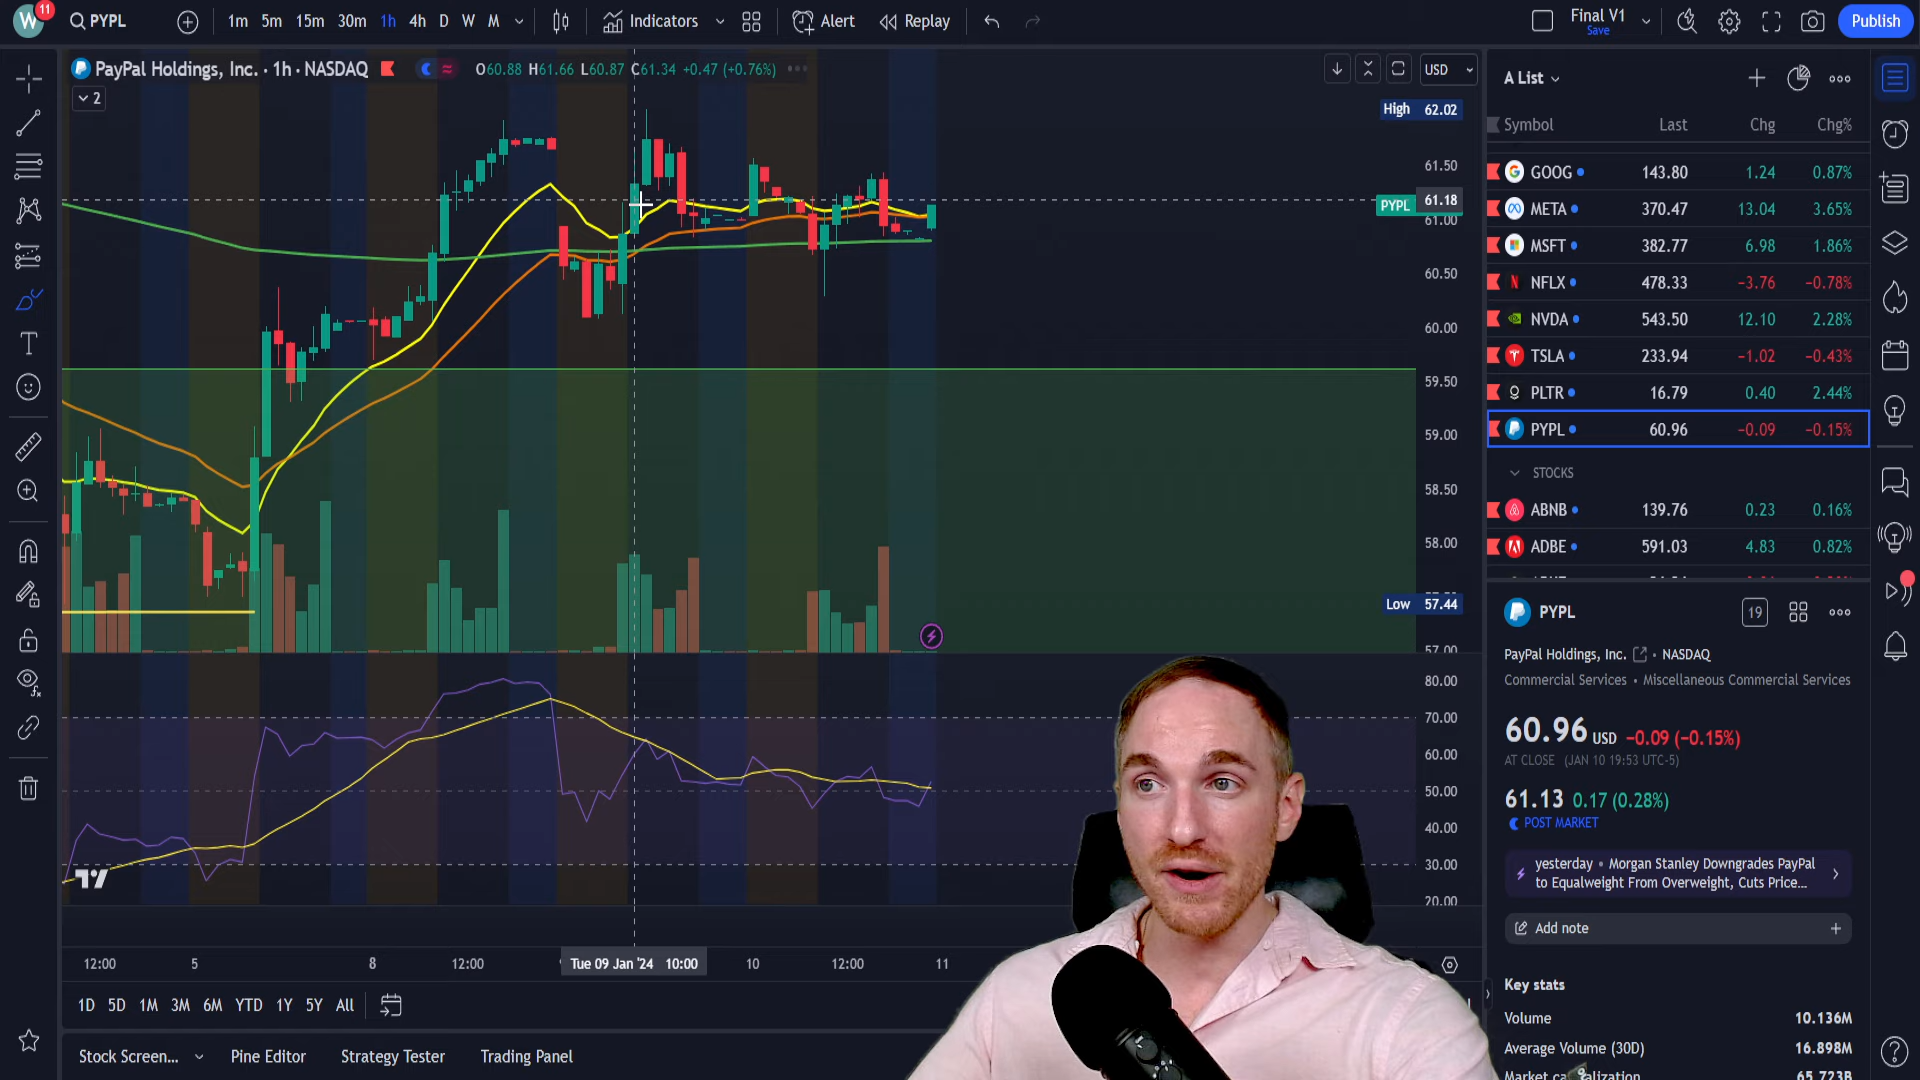 W
11
PYPL
1m 5m 15m 30m 1h 4h D W M
Indicators
Alert
Replay
Final V1
Save
Publish
PayPal Holdings, Inc. · 1h · NASDAQ
O60.88 H61.66 L60.87 C61.34 +0.47 (+0.76%)
2
USD
High 62.02
61.50
PYPL 61.18
61.00
60.50
60.00
59.50
59.00
58.50
58.00
Low 57.44
57.00
80.00
70.00
60.00
50.00
40.00
30.00
20.00
12:00 5 8 12:00 Tue 09 Jan '24 10:00 10 12:00 11
1D 5D 1M 3M 6M YTD 1Y 5Y All
Stock Screen... Pine Editor Strategy Tester Trading Panel
A List
Symbol Last Chg Chg%
GOOG 143.80 1.24 0.87%
META 370.47 13.04 3.65%
MSFT 382.77 6.98 1.86%
NFLX 478.33 −3.76 −0.78%
NVDA 543.50 12.10 2.28%
TSLA 233.94 −1.02 −0.43%
PLTR 16.79 0.40 2.44%
PYPL 60.96 −0.09 −0.15%
STOCKS
ABNB 139.76 0.23 0.16%
ADBE 591.03 4.83 0.82%
PYPL
19
PayPal Holdings, Inc. • NASDAQ
Commercial Services • Miscellaneous Commercial Services
60.96 USD −0.09 (−0.15%)
AT CLOSE (JAN 10 19:53 UTC-5)
61.13 0.17 (0.28%)
POST MARKET
yesterday • Morgan Stanley Downgrades PayPal
to Equalweight From Overweight, Cuts Price...
Add note
Key stats
Volume 10.136M
Average Volume (30D) 16.898M
65.723B